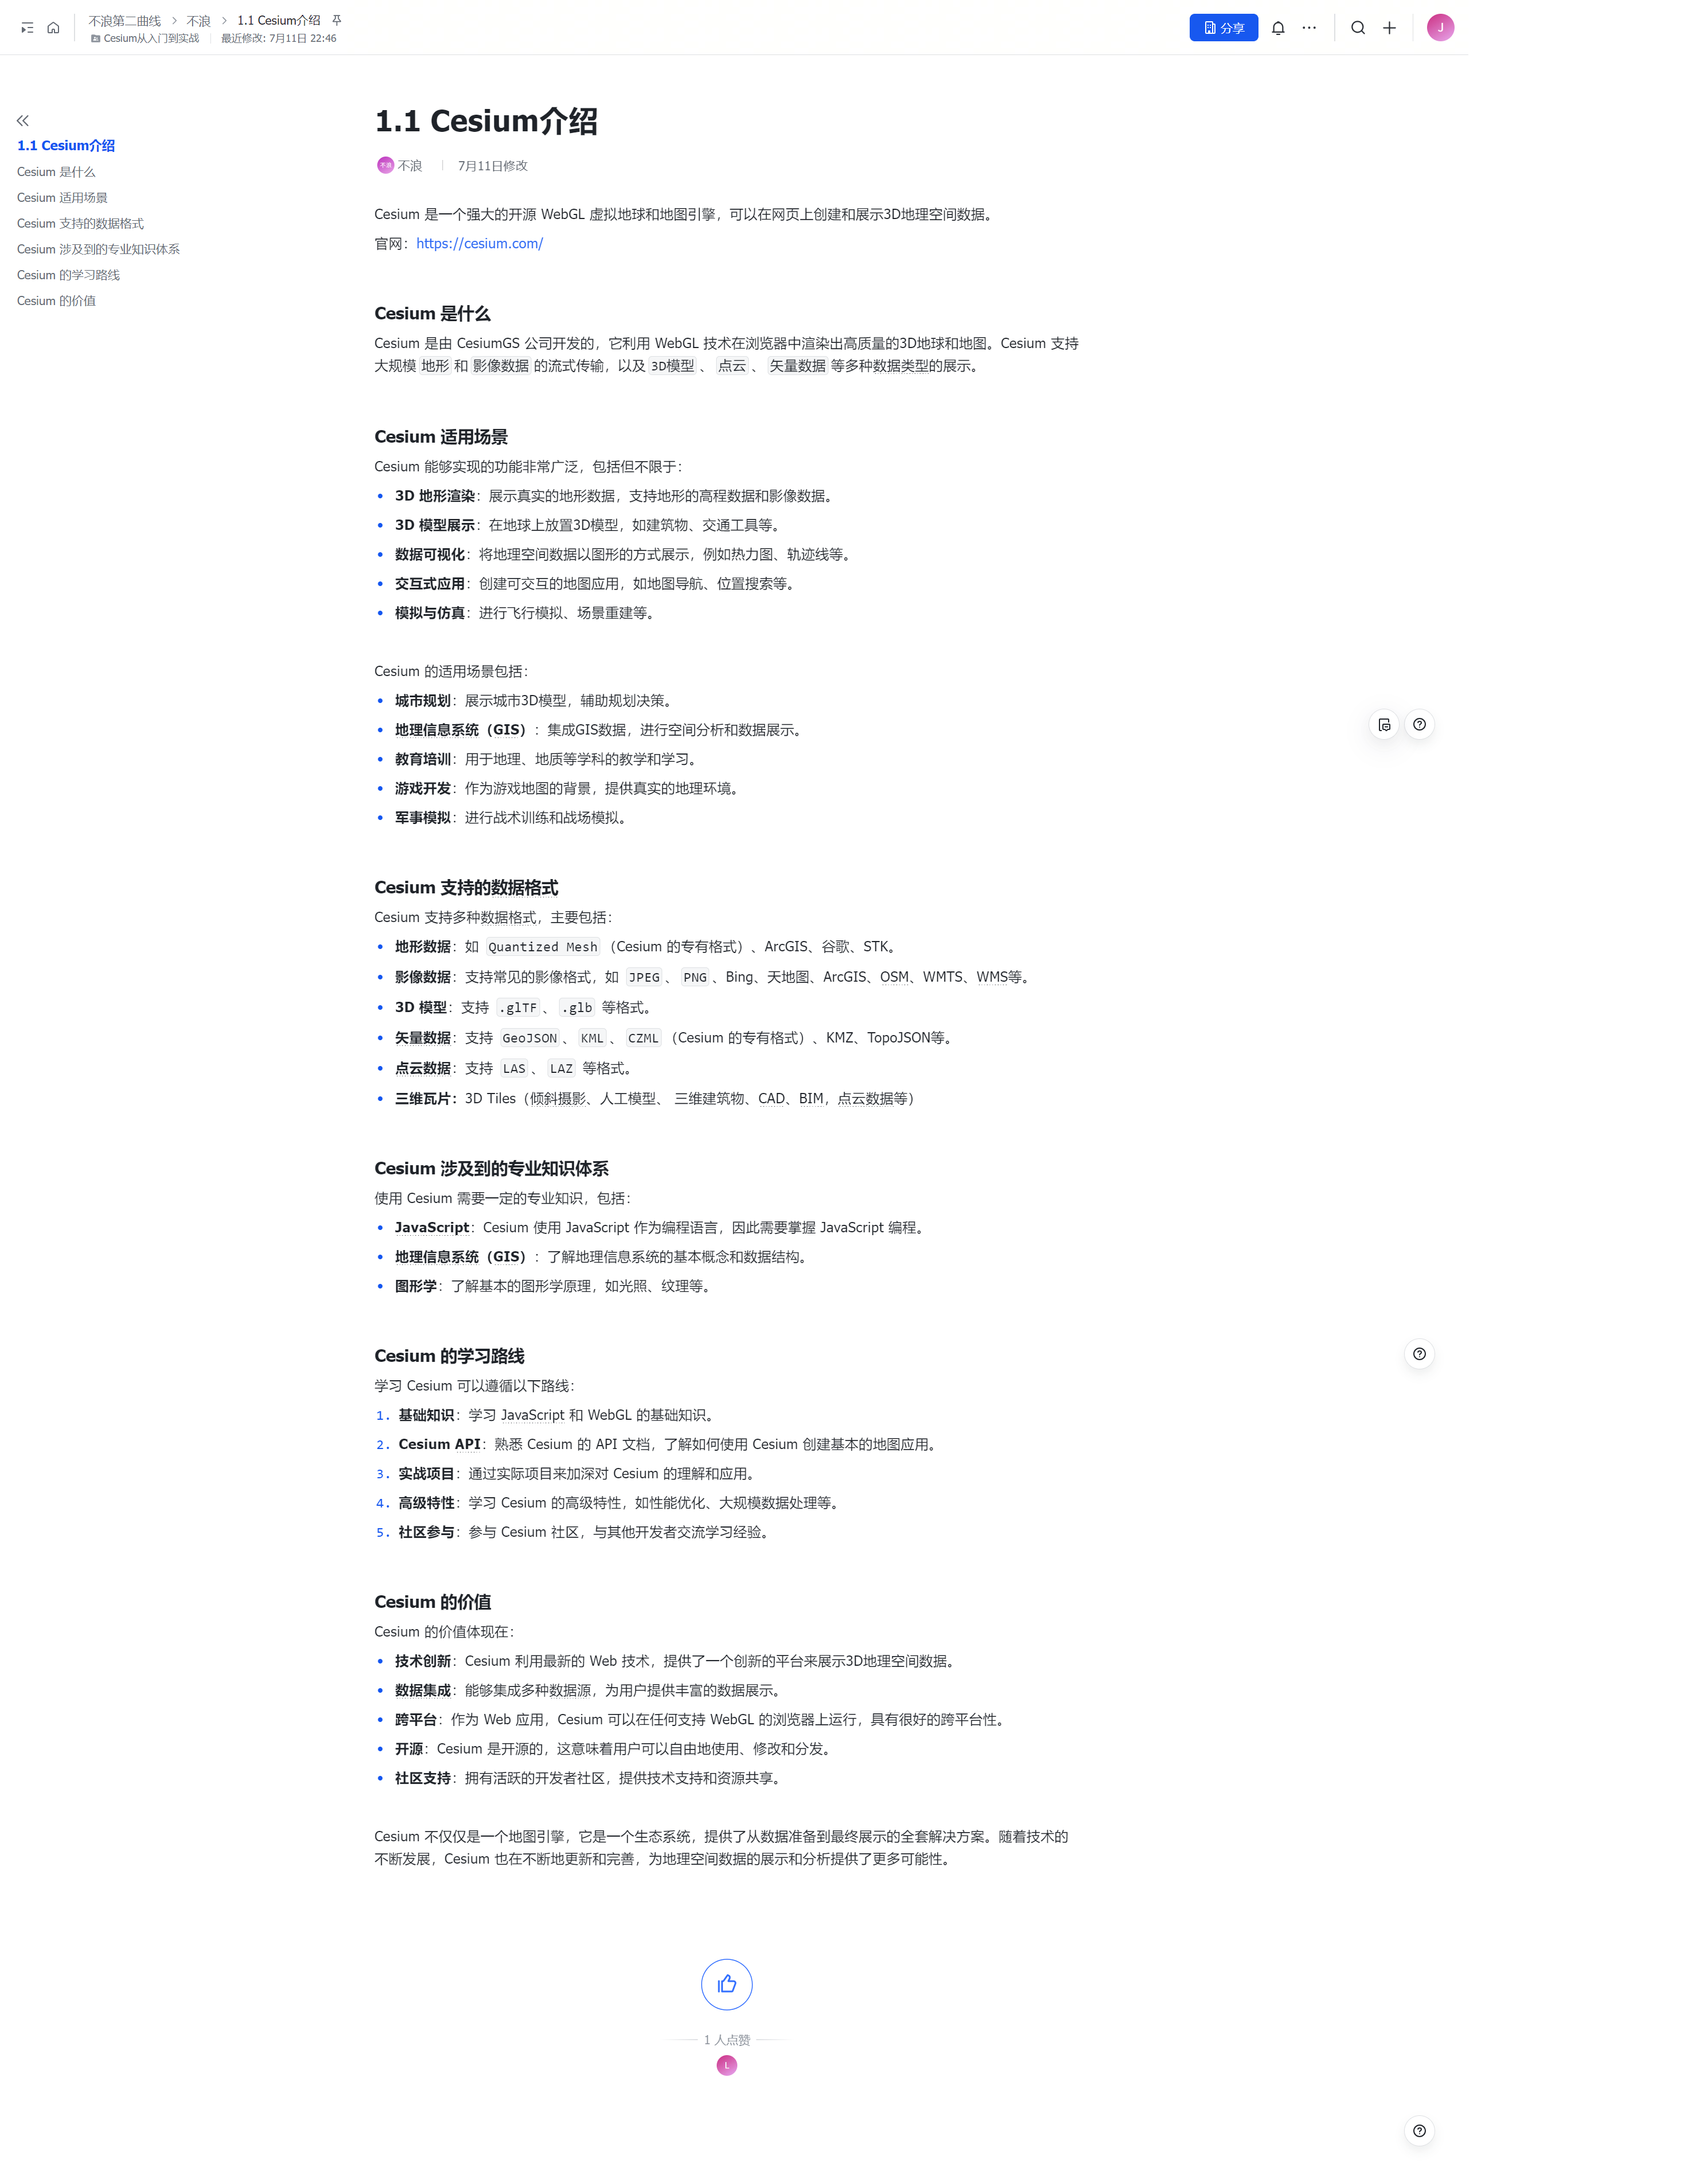 不浪第二曲线 > 不浪 > 1.1 Cesium介绍
Cesium从入门到实战 最近修改: 7月11日 22:46
分享
J
1.1 Cesium介绍
Cesium 是什么
Cesium 适用场景
Cesium 支持的数据格式
Cesium 涉及到的专业知识体系
Cesium 的学习路线
Cesium 的价值
1.1 Cesium介绍
不浪 不浪 7月11日修改
Cesium 是一个强大的开源 WebGL 虚拟地球和地图引擎，可以在网页上创建和展示3D地理空间数据。
官网：https://cesium.com/
Cesium 是什么
Cesium 是由 CesiumGS 公司开发的，它利用 WebGL 技术在浏览器中渲染出高质量的3D地球和地图。Cesium 支持
大规模 地形 和 影像数据 的流式传输，以及 3D模型 、 点云 、 矢量数据 等多种数据类型的展示。
Cesium 适用场景
Cesium 能够实现的功能非常广泛，包括但不限于：
• 3D 地形渲染：展示真实的地形数据，支持地形的高程数据和影像数据。
• 3D 模型展示：在地球上放置3D模型，如建筑物、交通工具等。
• 数据可视化：将地理空间数据以图形的方式展示，例如热力图、轨迹线等。
• 交互式应用：创建可交互的地图应用，如地图导航、位置搜索等。
• 模拟与仿真：进行飞行模拟、场景重建等。
Cesium 的适用场景包括：
• 城市规划：展示城市3D模型，辅助规划决策。
• 地理信息系统（GIS）：集成GIS数据，进行空间分析和数据展示。
• 教育培训：用于地理、地质等学科的教学和学习。
• 游戏开发：作为游戏地图的背景，提供真实的地理环境。
• 军事模拟：进行战术训练和战场模拟。
Cesium 支持的数据格式
Cesium 支持多种数据格式，主要包括：
• 地形数据：如 Quantized Mesh （Cesium 的专有格式）、ArcGIS、谷歌、STK。
• 影像数据：支持常见的影像格式，如 JPEG 、 PNG 、Bing、天地图、ArcGIS、OSM、WMTS、WMS等。
• 3D 模型：支持 .glTF 、 .glb 等格式。
• 矢量数据：支持 GeoJSON 、 KML 、 CZML （Cesium 的专有格式）、KMZ、TopoJSON等。
• 点云数据：支持 LAS 、 LAZ 等格式。
• 三维瓦片：3D Tiles（倾斜摄影、人工模型、 三维建筑物、CAD、BIM，点云数据等）
Cesium 涉及到的专业知识体系
使用 Cesium 需要一定的专业知识，包括：
• JavaScript：Cesium 使用 JavaScript 作为编程语言，因此需要掌握 JavaScript 编程。
• 地理信息系统（GIS）：了解地理信息系统的基本概念和数据结构。
• 图形学：了解基本的图形学原理，如光照、纹理等。
Cesium 的学习路线
学习 Cesium 可以遵循以下路线：
1. 基础知识：学习 JavaScript 和 WebGL 的基础知识。
2. Cesium API：熟悉 Cesium 的 API 文档，了解如何使用 Cesium 创建基本的地图应用。
3. 实战项目：通过实际项目来加深对 Cesium 的理解和应用。
4. 高级特性：学习 Cesium 的高级特性，如性能优化、大规模数据处理等。
5. 社区参与：参与 Cesium 社区，与其他开发者交流学习经验。
Cesium 的价值
Cesium 的价值体现在：
• 技术创新：Cesium 利用最新的 Web 技术，提供了一个创新的平台来展示3D地理空间数据。
• 数据集成：能够集成多种数据源，为用户提供丰富的数据展示。
• 跨平台：作为 Web 应用，Cesium 可以在任何支持 WebGL 的浏览器上运行，具有很好的跨平台性。
• 开源：Cesium 是开源的，这意味着用户可以自由地使用、修改和分发。
• 社区支持：拥有活跃的开发者社区，提供技术支持和资源共享。
Cesium 不仅仅是一个地图引擎，它是一个生态系统，提供了从数据准备到最终展示的全套解决方案。随着技术的
不断发展，Cesium 也在不断地更新和完善，为地理空间数据的展示和分析提供了更多可能性。
1 人点赞
L